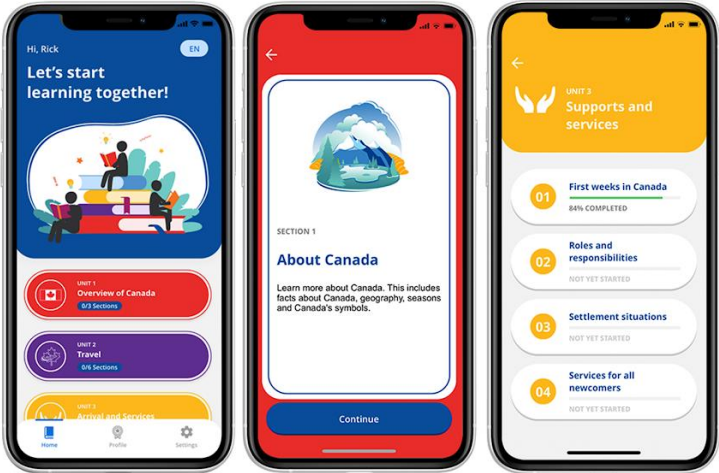 Hi, Rick
EN
Let's start
learning together!
UNIT 1
Overview of Canada
0/3 Sections
UNIT 2
Travel
0/6 Sections
UNIT 3
Arrival and Services
Home
Profile
Settings
SECTION 1
About Canada
Learn more about Canada. This includes
facts about Canada, geography, seasons
and Canada's symbols.
Continue
UNIT 3
Supports and
services
01
First weeks in Canada
84% COMPLETED
02
Roles and
responsibilities
NOT YET STARTED
03
Settlement situations
NOT YET STARTED
04
Services for all
newcomers
NOT YET STARTED